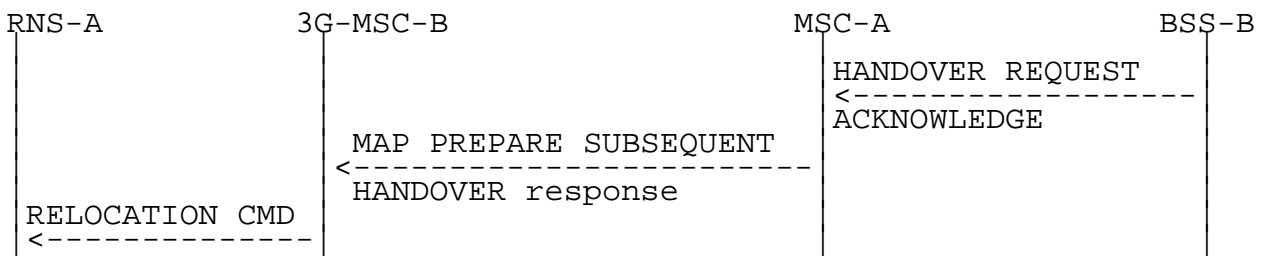 RNS-A 3G-MSC-B MSC-A BSS-B
HANDOVER REQUEST
ACKNOWLEDGE
MAP PREPARE SUBSEQUENT
HANDOVER response
RELOCATION CMD